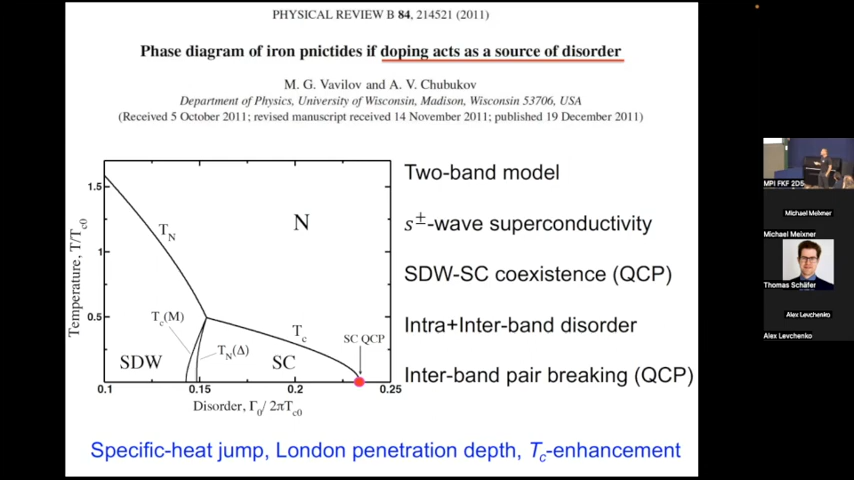 PHYSICAL REVIEW B 84, 214521 (2011)
Phase diagram of iron pnictides if doping acts as a source of disorder
M. G. Vavilov and A. V. Chubukov
Department of Physics, University of Wisconsin, Madison, Wisconsin 53706, USA
(Received 5 October 2011; revised manuscript received 14 November 2011; published 19 December 2011)
Temperature, T/T_c0
1.5
1
0.5
T_N
N
T_c(M)
T_N(Δ)
T_c
SC QCP
SDW
SC
0.1
0.15
0.2
0.25
Disorder, Γ_0/ 2πT_c0
Two-band model
s^±-wave superconductivity
SDW-SC coexistence (QCP)
Intra+Inter-band disorder
Inter-band pair breaking (QCP)
Specific-heat jump, London penetration depth, T_c-enhancement
MPI FKF 2D5
Michael Meixner
Michael Meixner
Thomas Schäfer
Alex Levchenko
Alex Levchenko